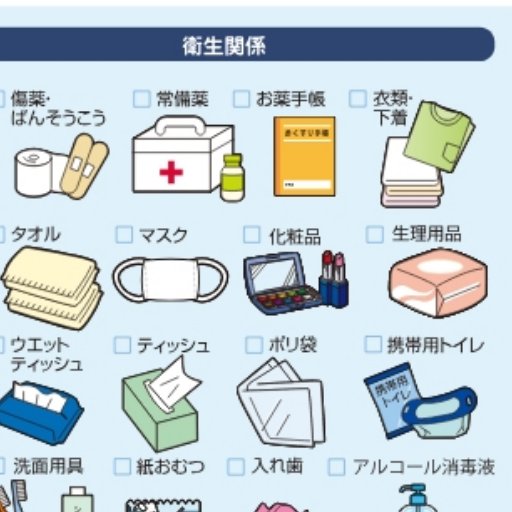 衛生関係
傷薬・
ばんそうこう
常備薬
お薬手帳
衣類・
下着
おくすり手帳
タオル
マスク
化粧品
生理用品
ウエット
ティッシュ
ティッシュ
ポリ袋
携帯用トイレ
携帯用
トイレ
洗面用具
紙おむつ
入れ歯
アルコール消毒液